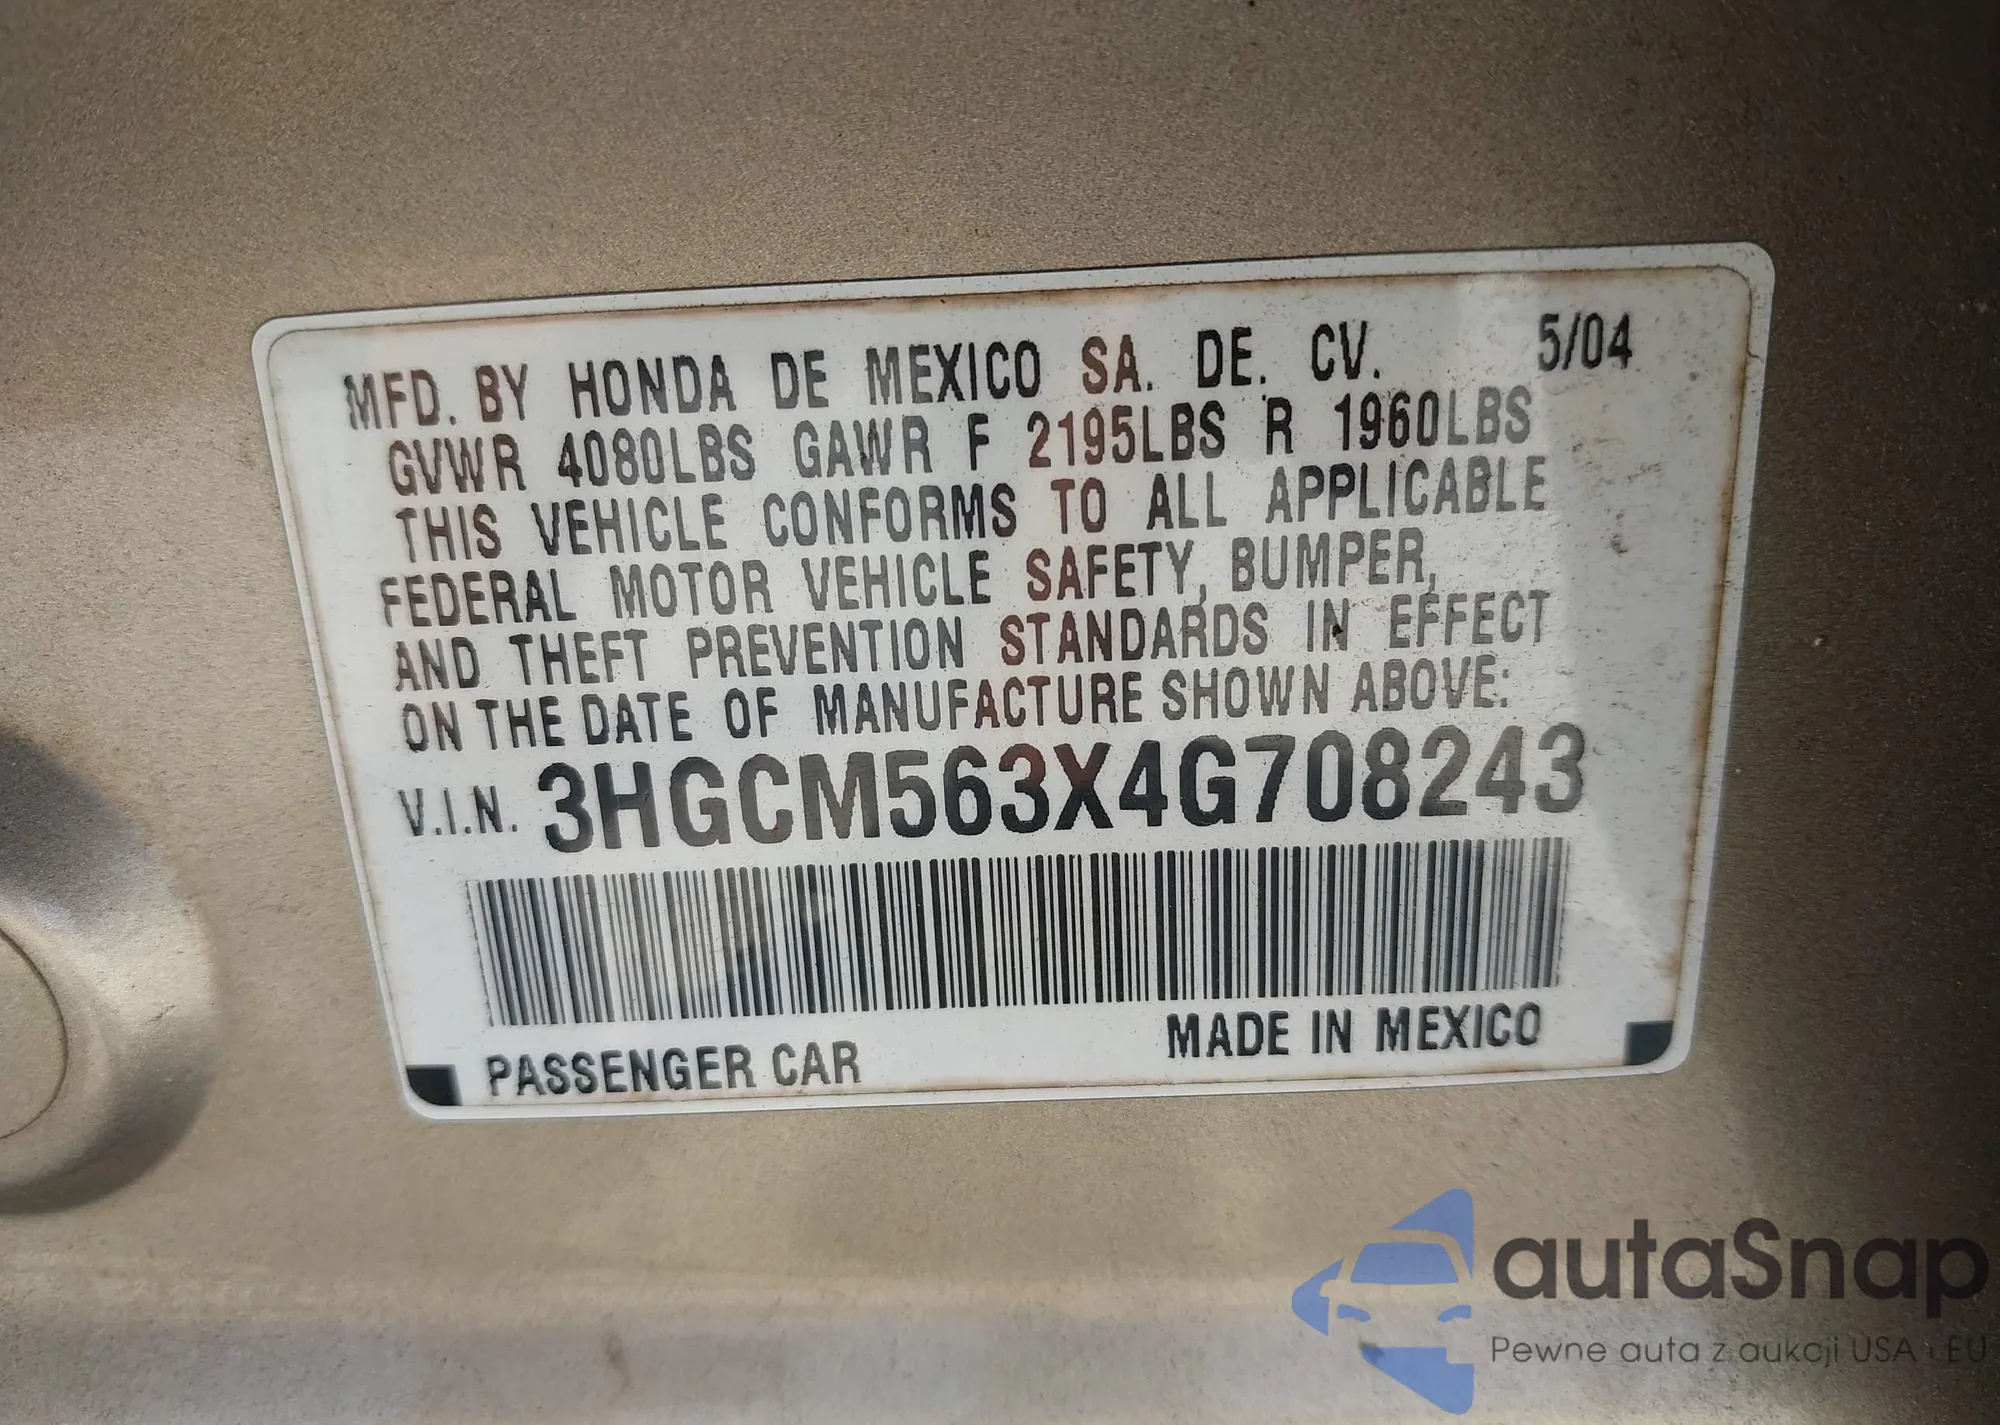 MFD. BY HONDA DE MEXICO SA. DE. CV. 5/04
GVWR 4080LBS GAWR F 2195LBS R 1960LBS
THIS VEHICLE CONFORMS TO ALL APPLICABLE
FEDERAL MOTOR VEHICLE SAFETY, BUMPER,
AND THEFT PREVENTION STANDARDS IN EFFECT
ON THE DATE OF MANUFACTURE SHOWN ABOVE:
V.I.N. 3HGCM563X4G708243
PASSENGER CAR MADE IN MEXICO
autaSnap
Pewne auta z aukcji USA i EU